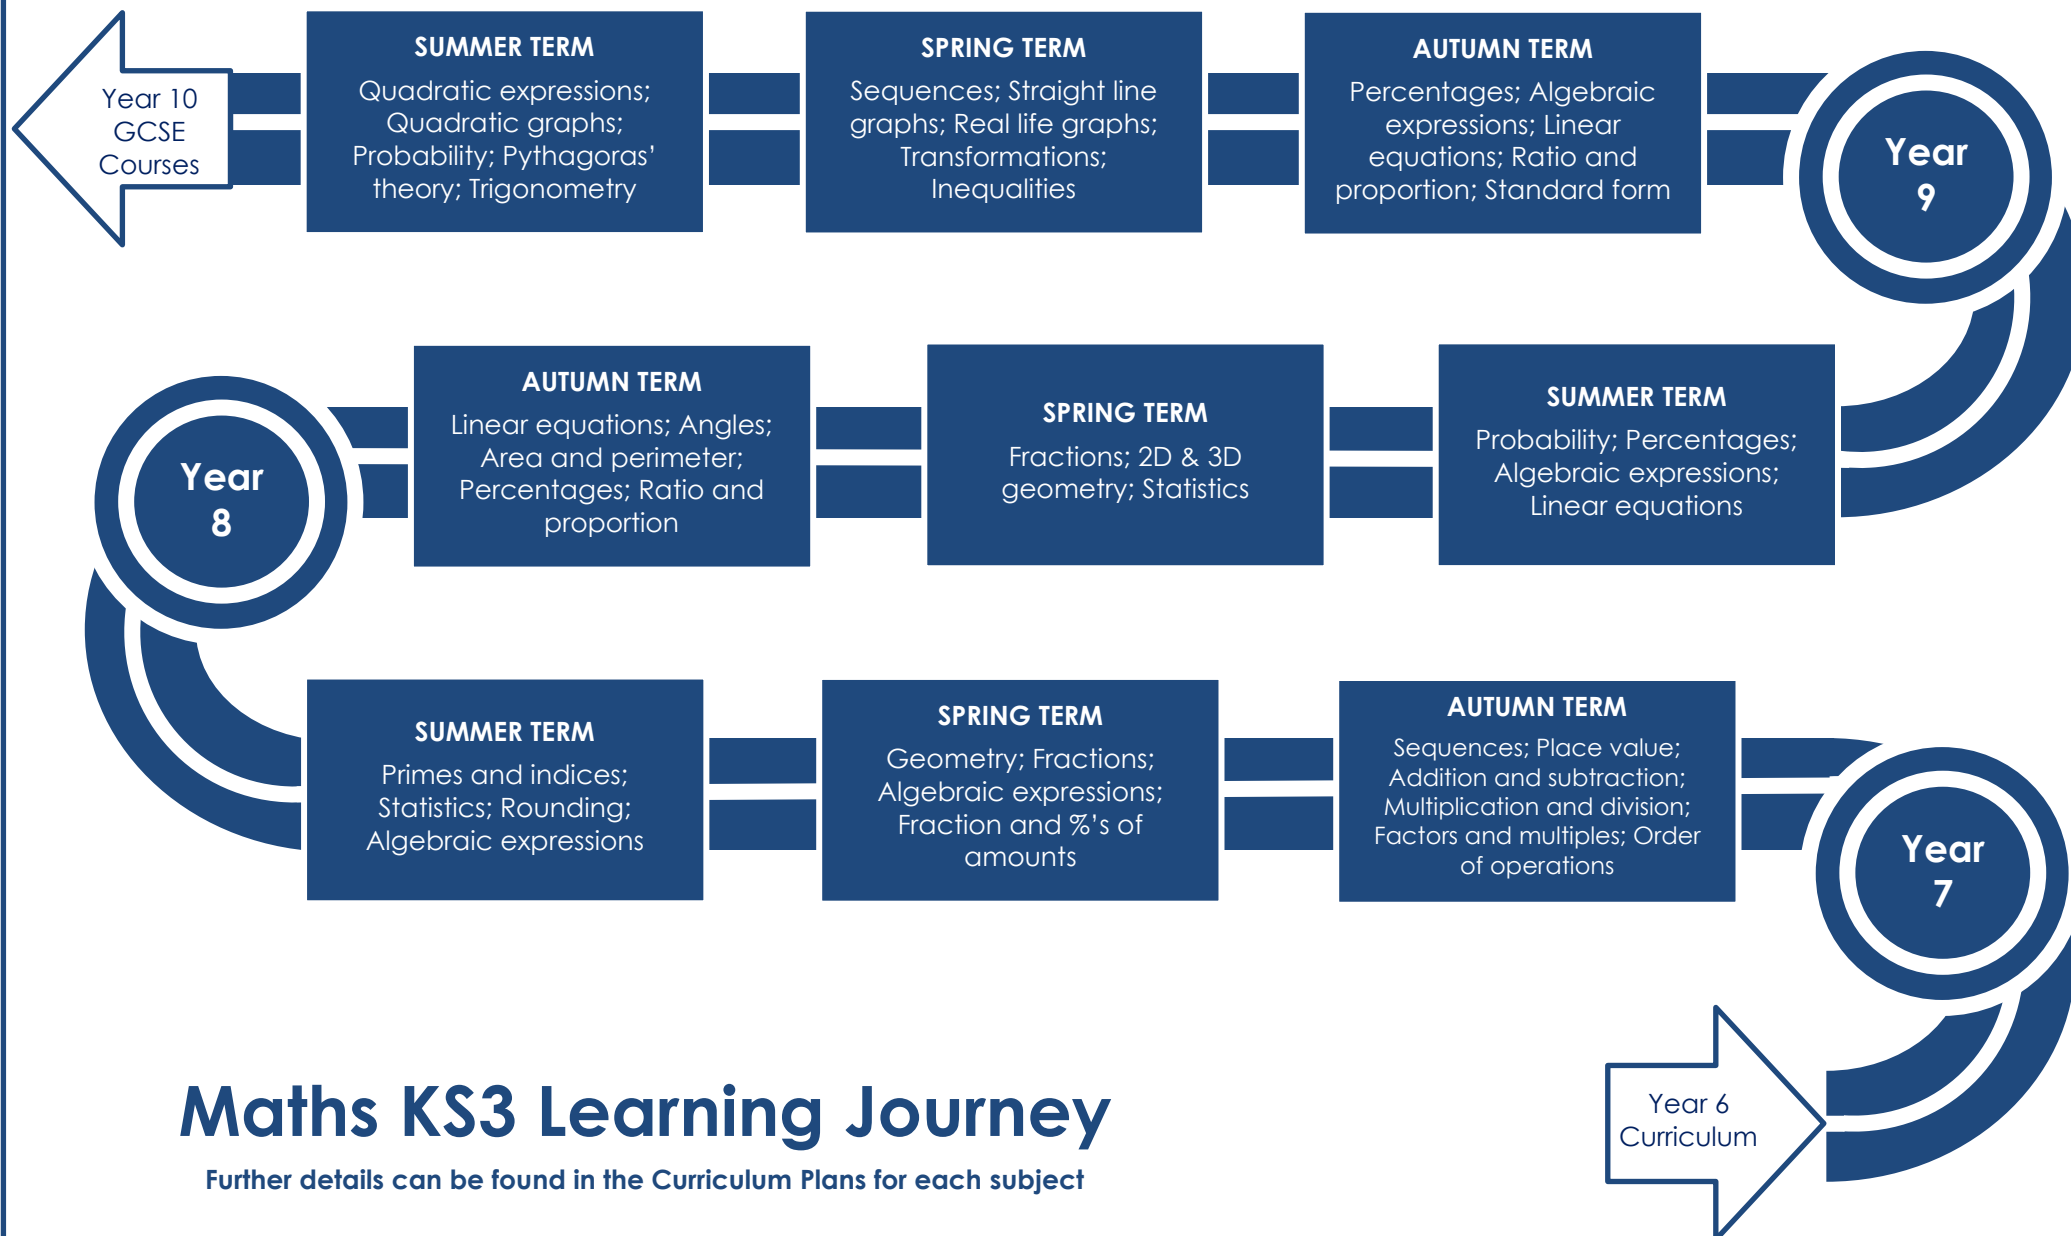 Year 10
GCSE
Courses
SUMMER TERM
Quadratic expressions;
Quadratic graphs;
Probability; Pythagoras’
theory; Trigonometry
SPRING TERM
Sequences; Straight line
graphs; Real life graphs;
Transformations;
Inequalities
AUTUMN TERM
Percentages; Algebraic
expressions; Linear
equations; Ratio and
proportion; Standard form
Year
9
Year
8
AUTUMN TERM
Linear equations; Angles;
Area and perimeter;
Percentages; Ratio and
proportion
SPRING TERM
Fractions; 2D & 3D
geometry; Statistics
SUMMER TERM
Probability; Percentages;
Algebraic expressions;
Linear equations
SUMMER TERM
Primes and indices;
Statistics; Rounding;
Algebraic expressions
SPRING TERM
Geometry; Fractions;
Algebraic expressions;
Fraction and %’s of
amounts
AUTUMN TERM
Sequences; Place value;
Addition and subtraction;
Multiplication and division;
Factors and multiples; Order
of operations
Year
7
Maths KS3 Learning Journey
Further details can be found in the Curriculum Plans for each subject
Year 6
Curriculum